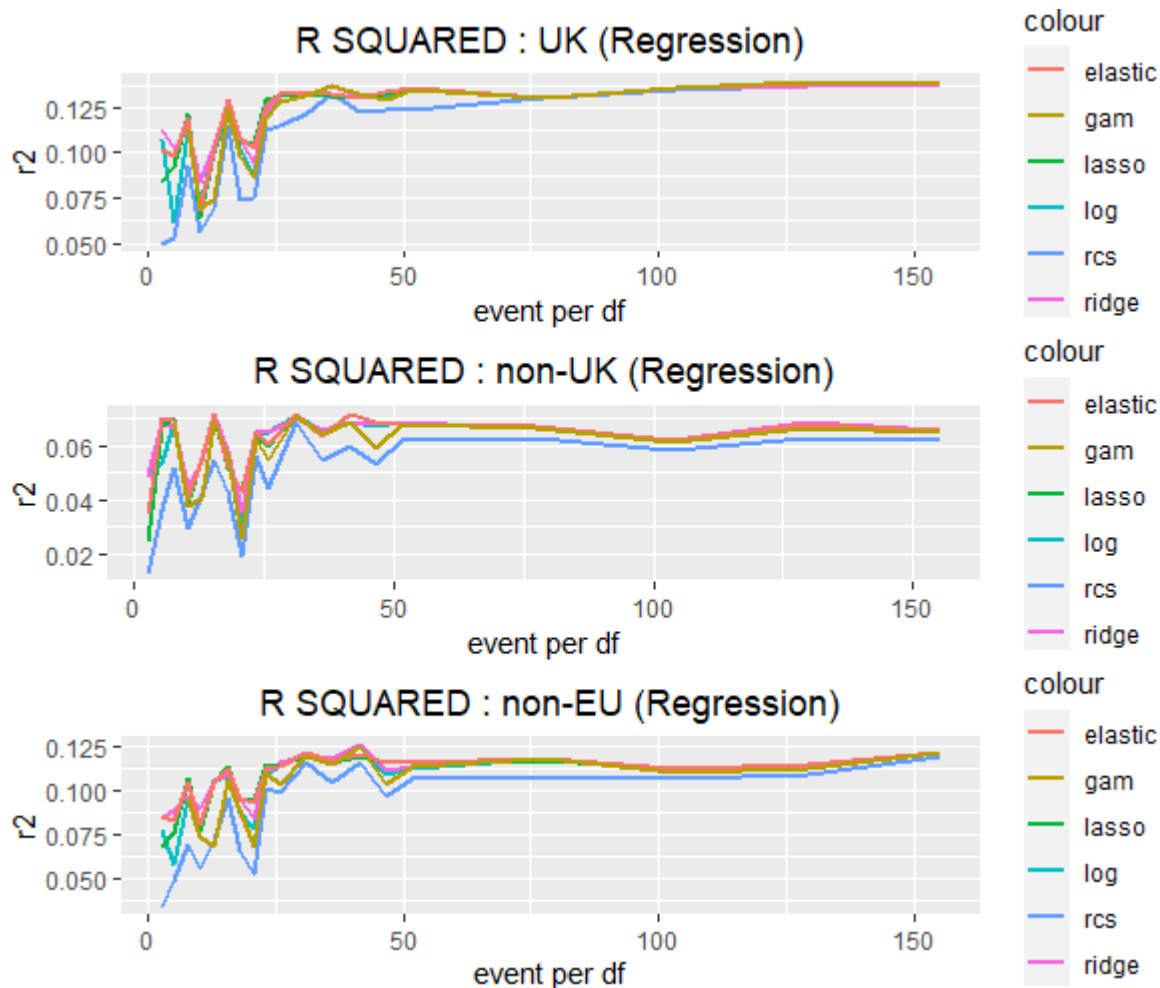 R SQUARED : UK (Regression)
colour
elastic
gam
lasso
log
rcs
ridge
r2
0.125
0.100
0.075
0.050
0
50
100
150
event per df
R SQUARED : non-UK (Regression)
colour
elastic
gam
lasso
log
rcs
ridge
r2
0.06
0.04
0.02
0
50
100
150
event per df
R SQUARED : non-EU (Regression)
colour
elastic
gam
lasso
log
rcs
ridge
r2
0.125
0.100
0.075
0.050
0
50
100
150
event per df